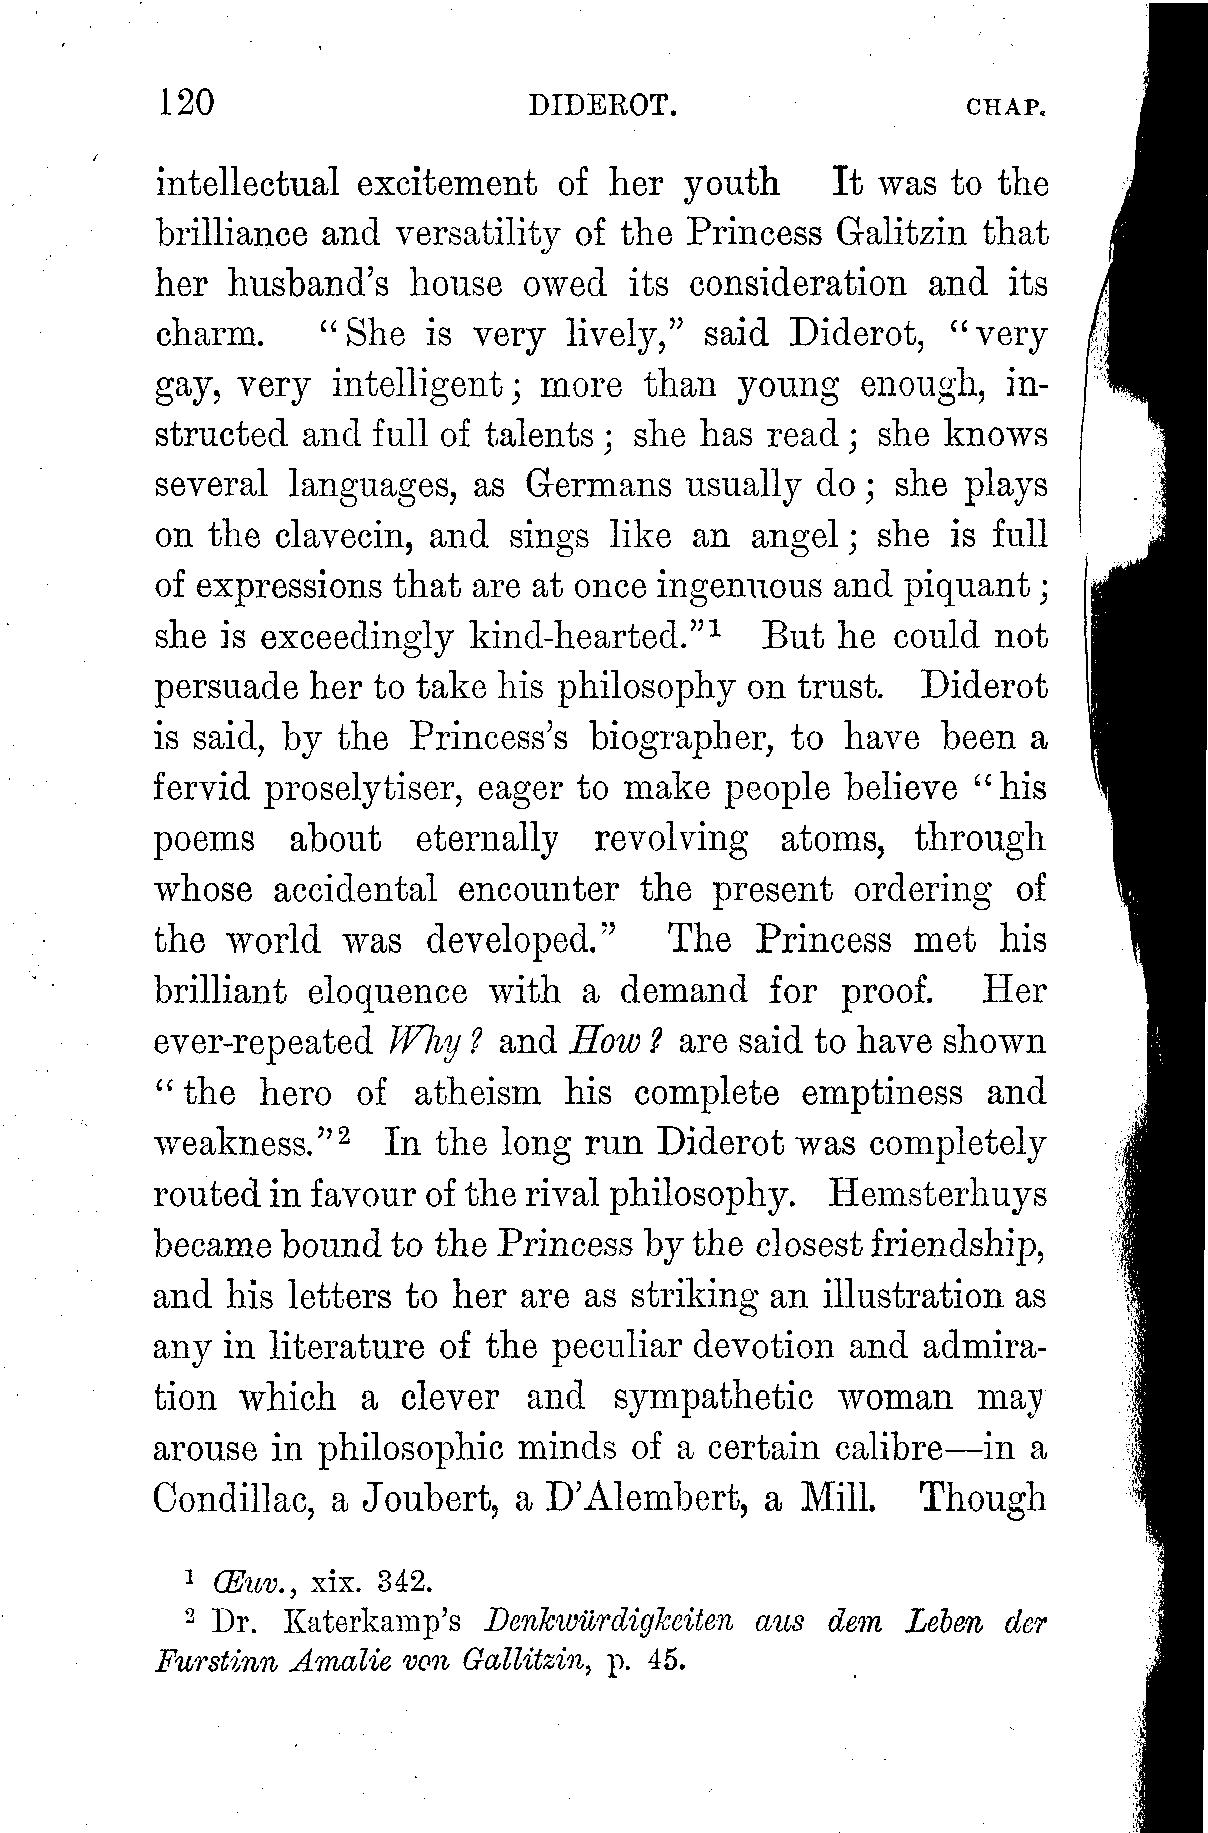 120 DIDEROT. CHAP.
intellectual excitement of her youth It was to the
brilliance and versatility of the Princess Galitzin that
her husband's house owed its consideration and its
charm. "She is very lively," said Diderot, "very
gay, very intelligent; more than young enough, in-
structed and full of talents; she has read; she knows
several languages, as Germans usually do; she plays
on the clavecin, and sings like an angel; she is full
of expressions that are at once ingenuous and piquant;
she is exceedingly kind-hearted."¹ But he could not
persuade her to take his philosophy on trust. Diderot
is said, by the Princess's biographer, to have been a
fervid proselytiser, eager to make people believe "his
poems about eternally revolving atoms, through
whose accidental encounter the present ordering of
the world was developed." The Princess met his
brilliant eloquence with a demand for proof. Her
ever-repeated Why? and How? are said to have shown
"the hero of atheism his complete emptiness and
weakness."² In the long run Diderot was completely
routed in favour of the rival philosophy. Hemsterhuys
became bound to the Princess by the closest friendship,
and his letters to her are as striking an illustration as
any in literature of the peculiar devotion and admira-
tion which a clever and sympathetic woman may
arouse in philosophic minds of a certain calibre—in a
Condillac, a Joubert, a D'Alembert, a Mill. Though
¹ Œuv., xix. 342.
² Dr. Katerkamp's Denkwürdigkeiten aus dem Leben der
Furstinn Amalie von Gallitzin, p. 45.